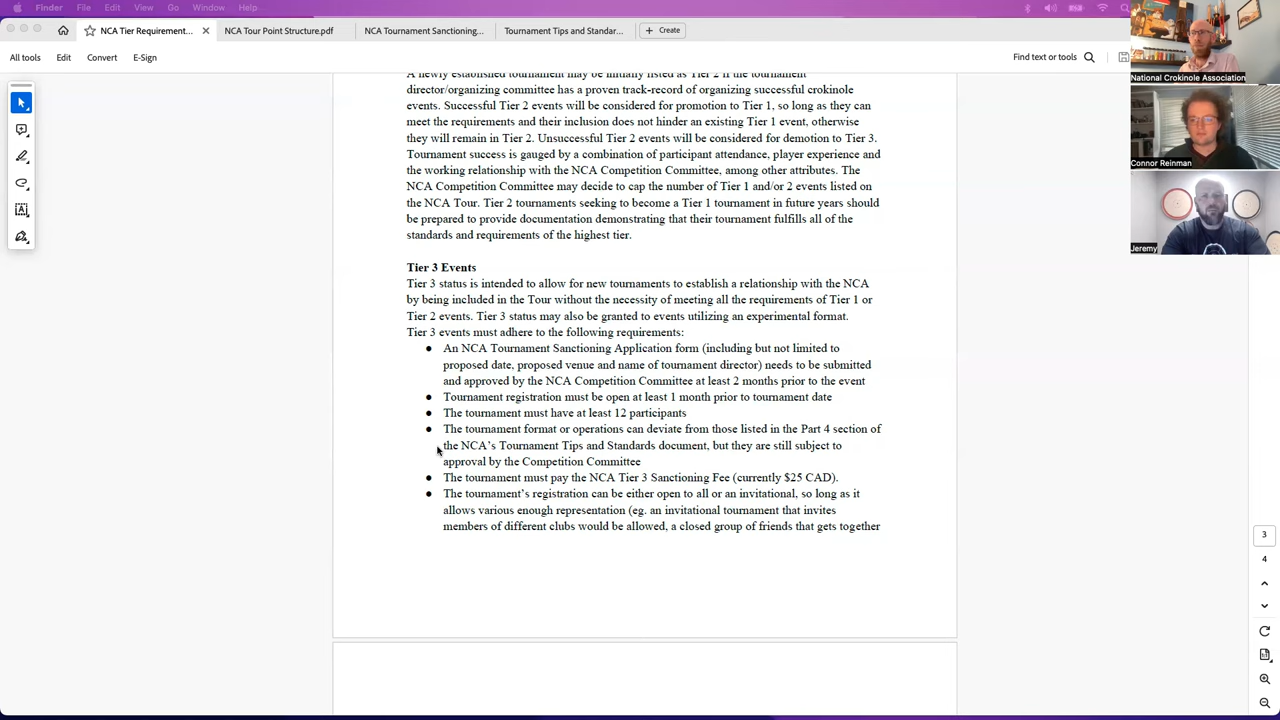 Finder File Edit View Go Window Help
NCA Tier Requirement... NCA Tour Point Structure.pdf NCA Tournament Sanctioning... Tournament Tips and Standar... + Create
All tools Edit Convert E-Sign Find text or tools
National Crokinole Association
Connor Reinman
Jeremy
A newly established tournament may be initially listed as Tier 2 if the tournament
director/organizing committee has a proven track-record of organizing successful crokinole
events. Successful Tier 2 events will be considered for promotion to Tier 1, so long as they can
meet the requirements and their inclusion does not hinder an existing Tier 1 event, otherwise
they will remain in Tier 2. Unsuccessful Tier 2 events will be considered for demotion to Tier 3.
Tournament success is gauged by a combination of participant attendance, player experience and
the working relationship with the NCA Competition Committee, among other attributes. The
NCA Competition Committee may decide to cap the number of Tier 1 and/or 2 events listed on
the NCA Tour. Tier 2 tournaments seeking to become a Tier 1 tournament in future years should
be prepared to provide documentation demonstrating that their tournament fulfills all of the
standards and requirements of the highest tier.
Tier 3 Events
Tier 3 status is intended to allow for new tournaments to establish a relationship with the NCA
by being included in the Tour without the necessity of meeting all the requirements of Tier 1 or
Tier 2 events. Tier 3 status may also be granted to events utilizing an experimental format.
Tier 3 events must adhere to the following requirements:
● An NCA Tournament Sanctioning Application form (including but not limited to
proposed date, proposed venue and name of tournament director) needs to be submitted
and approved by the NCA Competition Committee at least 2 months prior to the event
● Tournament registration must be open at least 1 month prior to tournament date
● The tournament must have at least 12 participants
● The tournament format or operations can deviate from those listed in the Part 4 section of
the NCA's Tournament Tips and Standards document, but they are still subject to
approval by the Competition Committee
● The tournament must pay the NCA Tier 3 Sanctioning Fee (currently $25 CAD).
● The tournament's registration can be either open to all or an invitational, so long as it
allows various enough representation (eg. an invitational tournament that invites
members of different clubs would be allowed, a closed group of friends that gets together
3
4